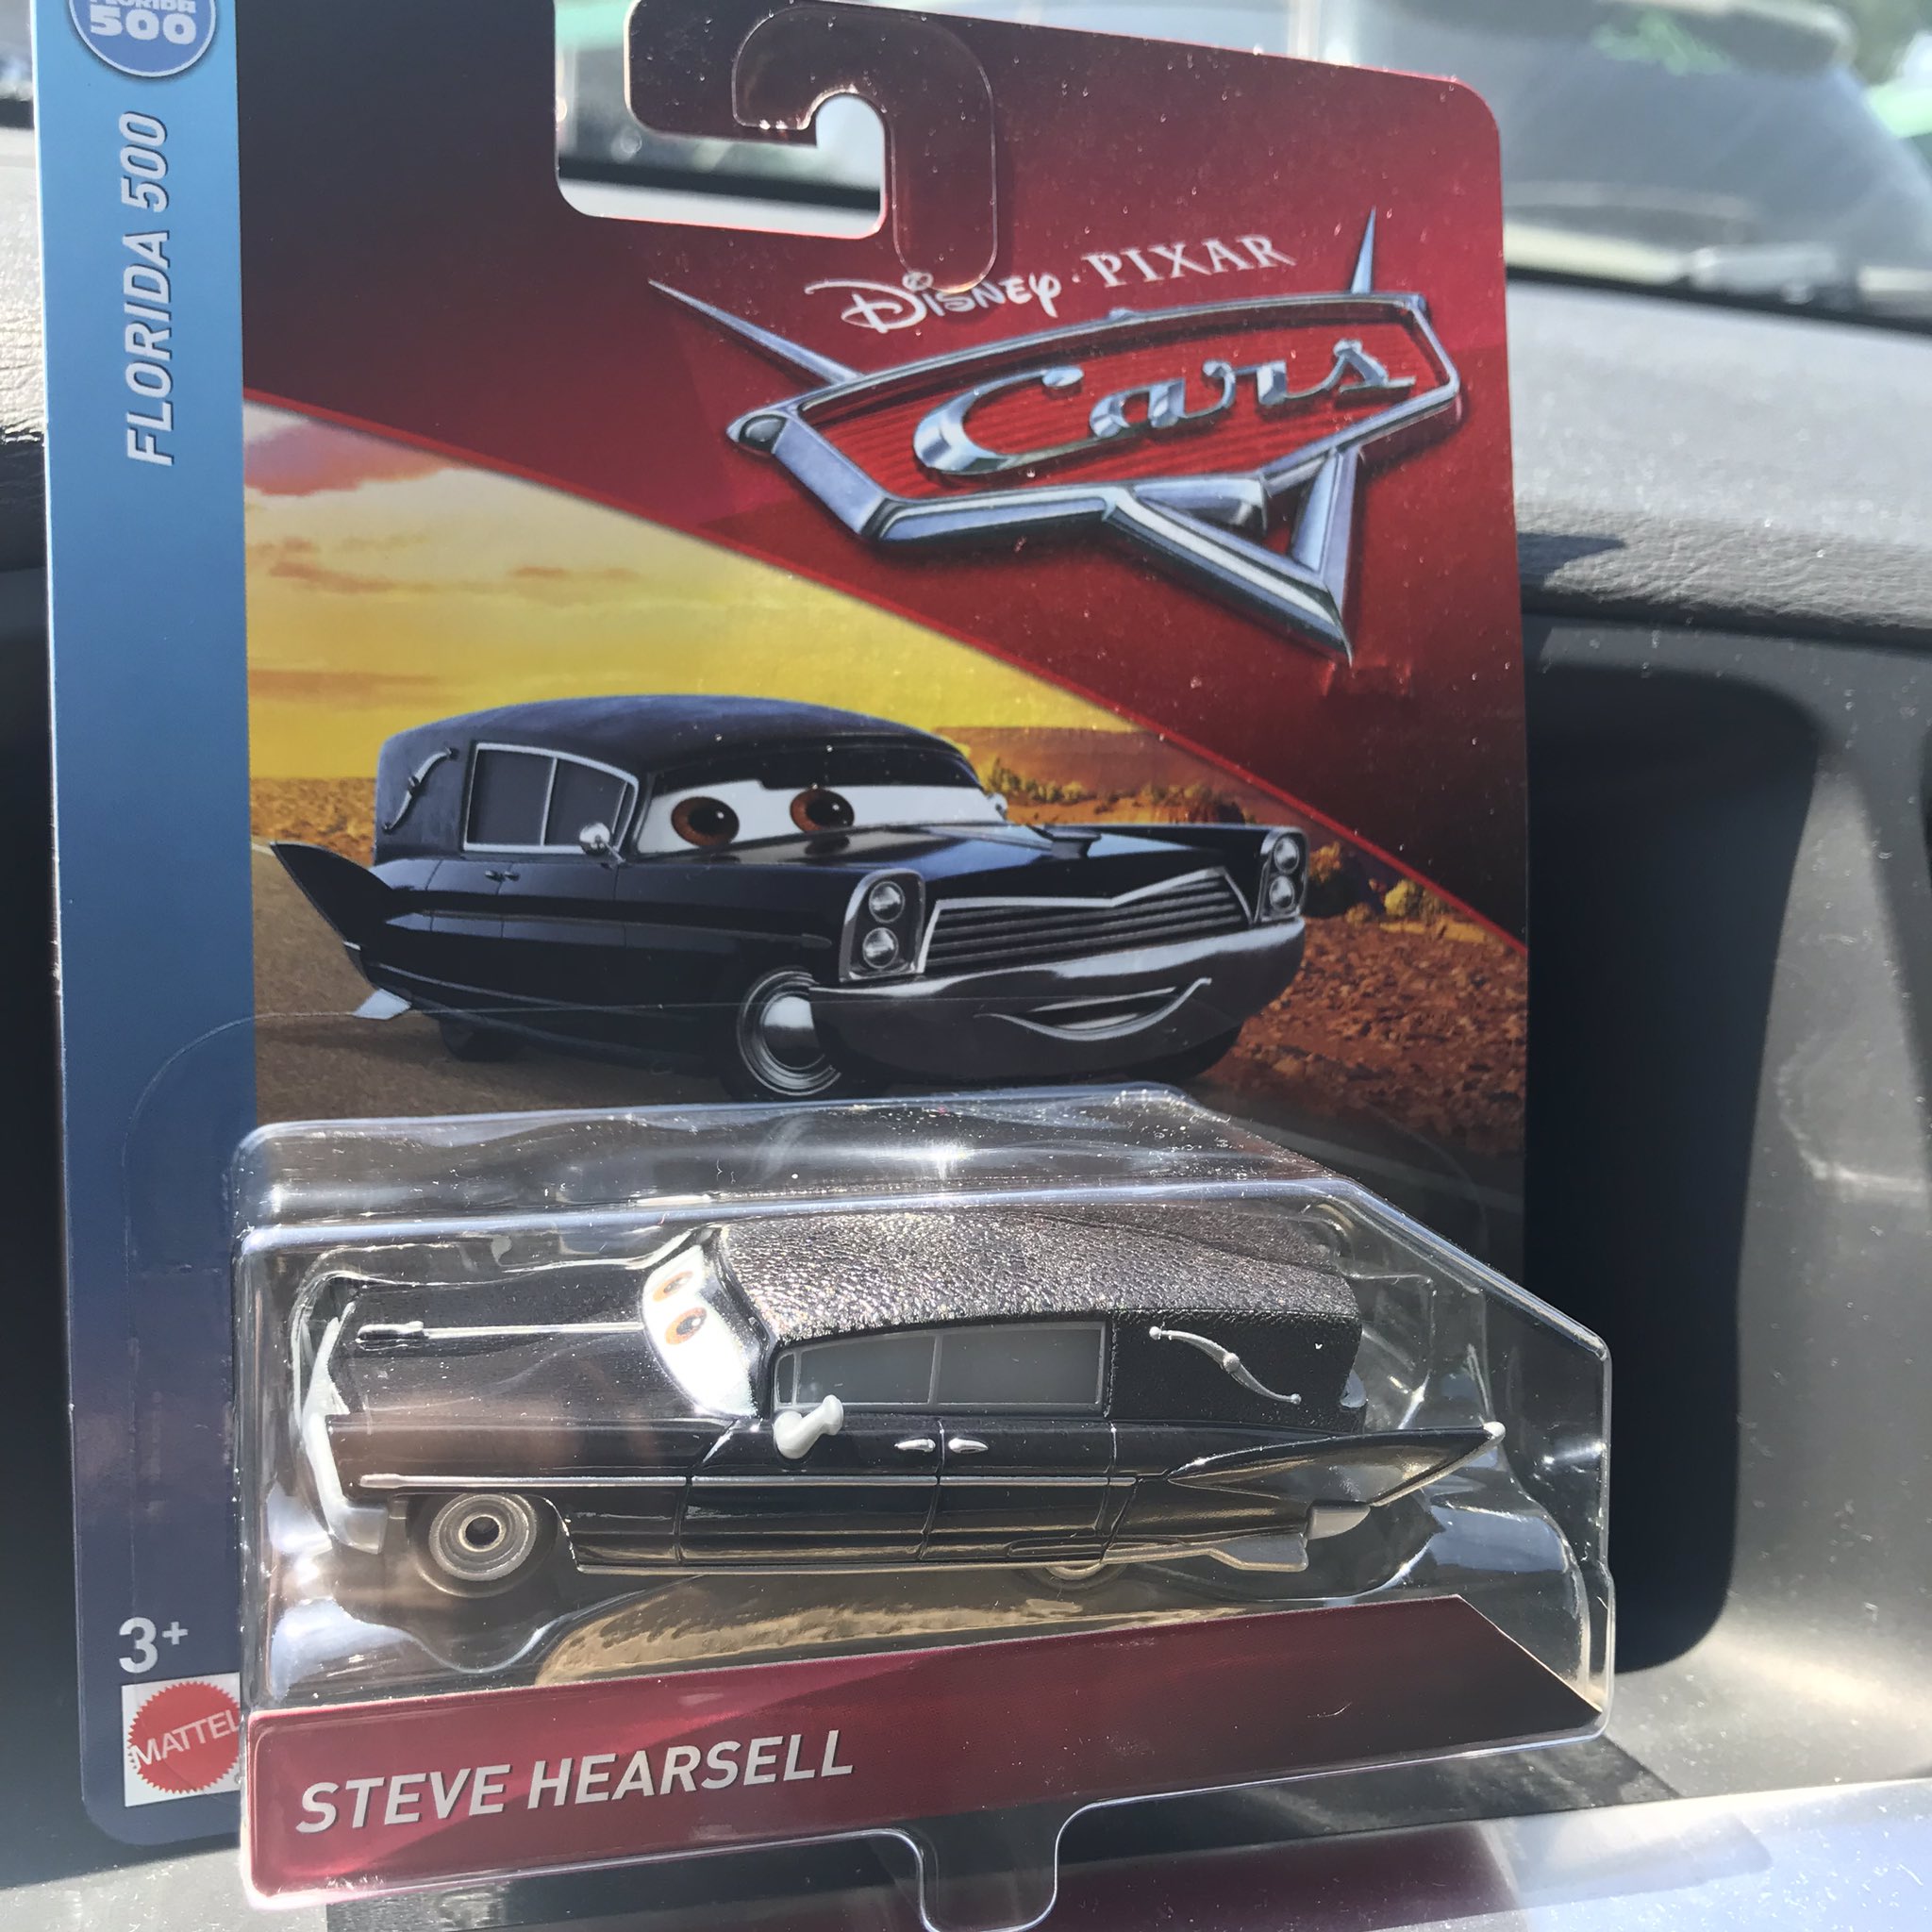 FLORIDA
500
FLORIDA 500
DISNEY · PIXAR
Cars
3+
MATTEL
STEVE HEARSELL